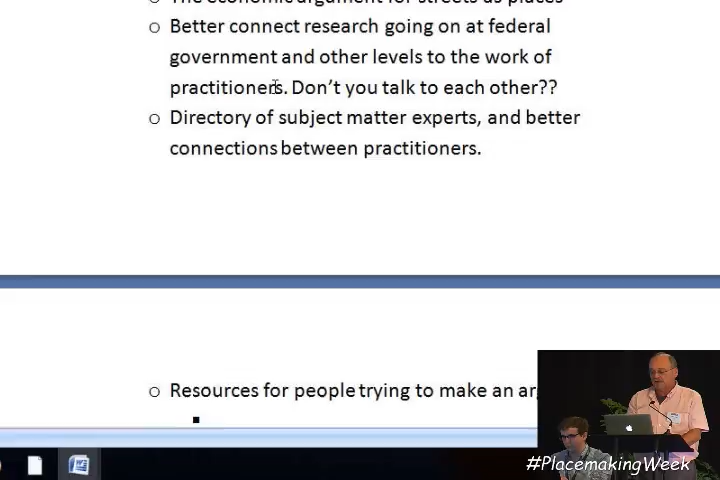 The economic argument for streets as places
Better connect research going on at federal
government and other levels to the work of
practitioners. Don't you talk to each other??
Directory of subject matter experts, and better
connections between practitioners.
Resources for people trying to make an
#PlacemakingWeek